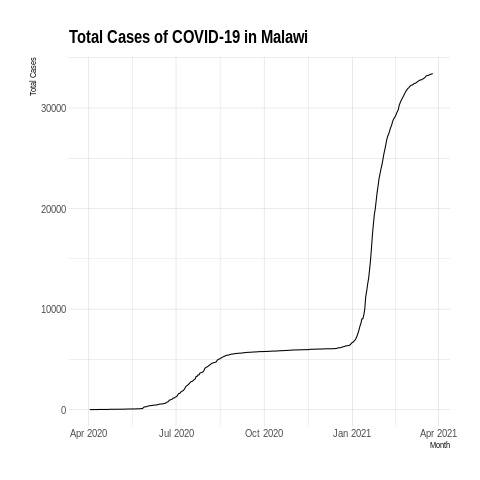 Total Cases of COVID-19 in Malawi
Total Cases
30000
20000
10000
0
Apr 2020 Jul 2020 Oct 2020 Jan 2021 Apr 2021
Month